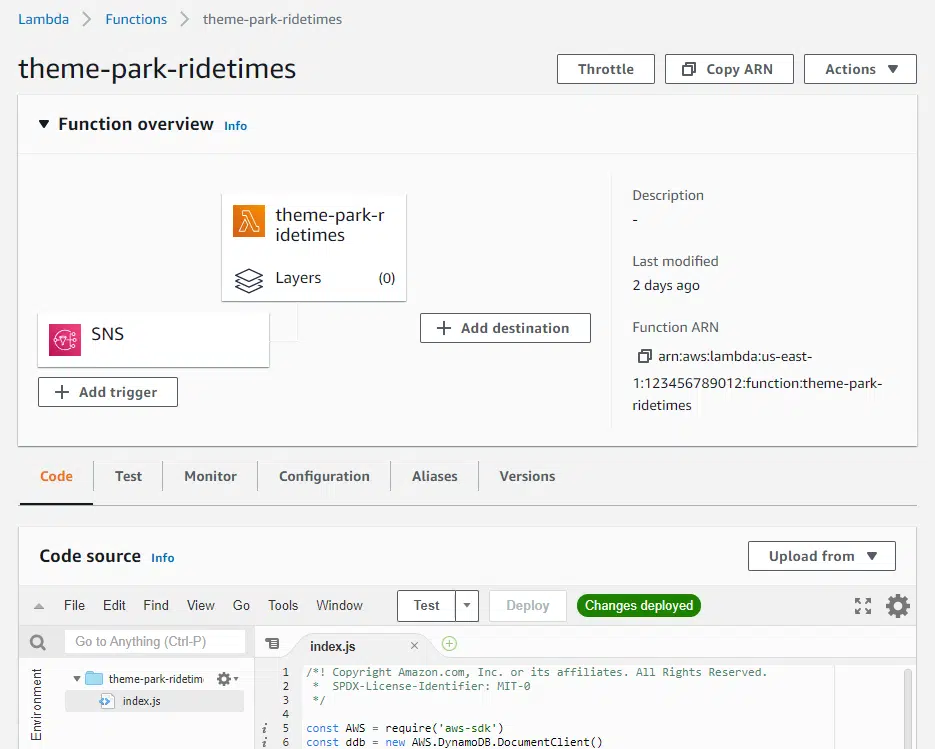 Lambda > Functions > theme-park-ridetimes
theme-park-ridetimes
Throttle
Copy ARN
Actions ▼
▼ Function overview Info
theme-park-r
idetimes
Layers (0)
SNS
+ Add trigger
+ Add destination
Description
-
Last modified
2 days ago
Function ARN
arn:aws:lambda:us-east-
1:123456789012:function:theme-park-
ridetimes
Code
Test
Monitor
Configuration
Aliases
Versions
Code source Info
Upload from ▼
File Edit Find View Go Tools Window
Test
Deploy
Changes deployed
Go to Anything (Ctrl-P)
index.js ×
Environment
theme-park-ridetim
index.js
1 /*! Copyright Amazon.com, Inc. or its affiliates. All Rights Reserved.
2  *  SPDX-License-Identifier: MIT-0
3  */
4
i 5 const AWS = require('aws-sdk')
i 6 const ddb = new AWS.DynamoDB.DocumentClient()